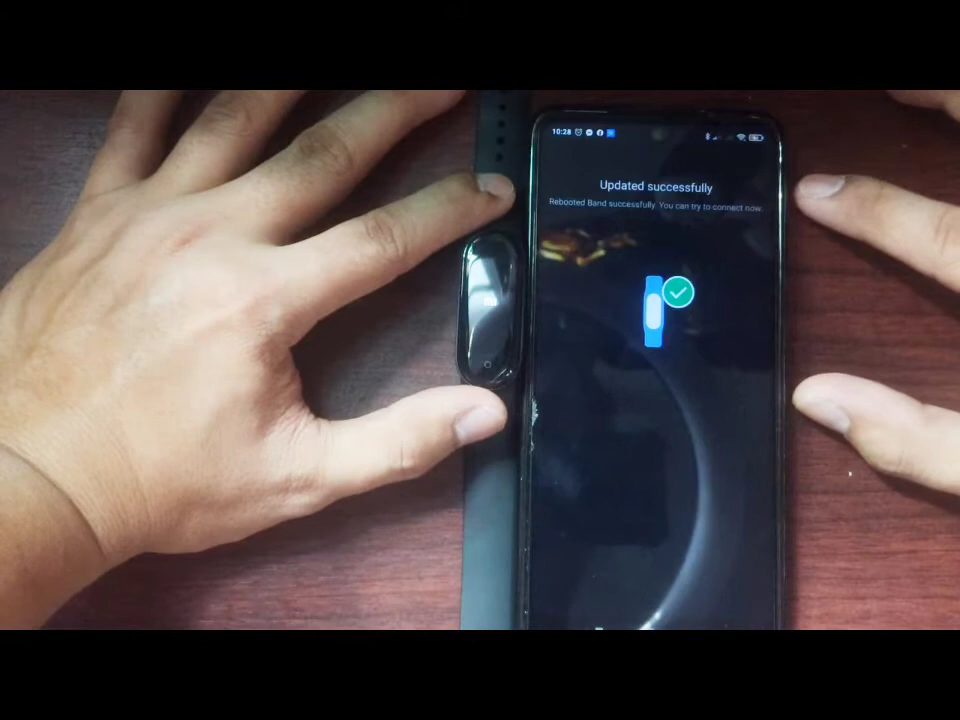 10:28
Updated successfully
Rebooted Band successfully. You can try to connect now.